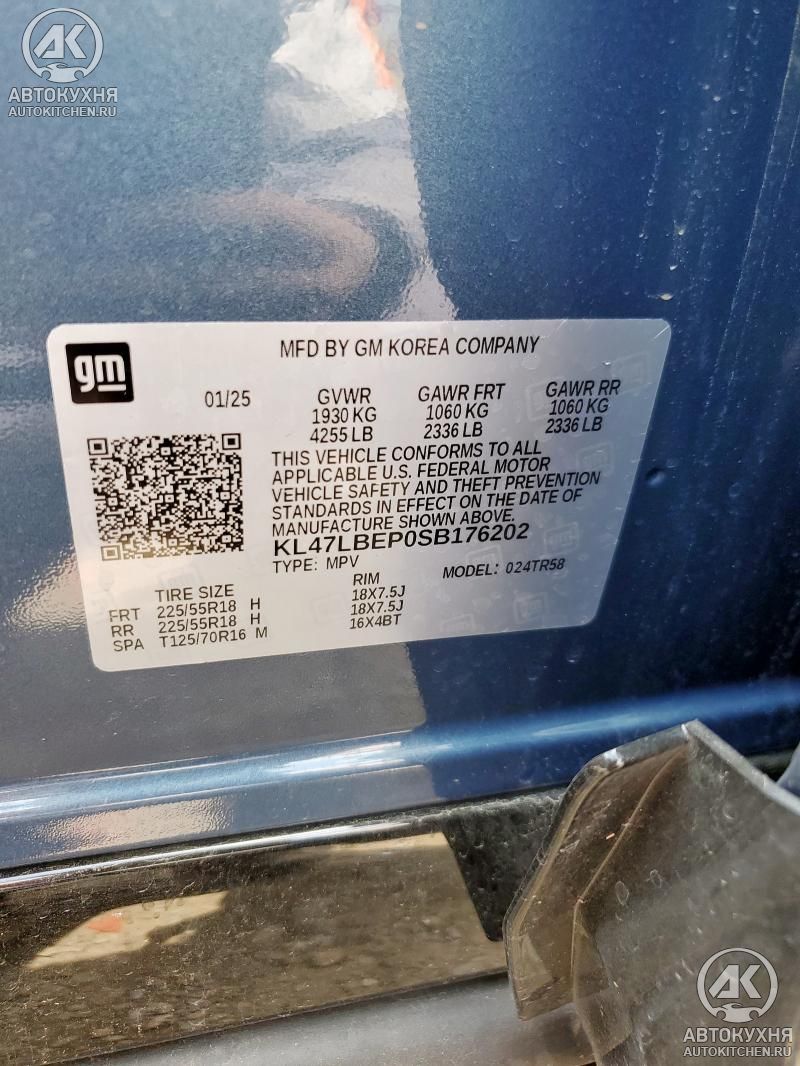 АК
АВТОКУХНЯ
AUTOKITCHEN.RU
gm
MFD BY GM KOREA COMPANY
01/25
GVWR GAWR FRT GAWR RR
1930 KG 1060 KG 1060 KG
4255 LB 2336 LB 2336 LB
THIS VEHICLE CONFORMS TO ALL
APPLICABLE U.S. FEDERAL MOTOR
VEHICLE SAFETY AND THEFT PREVENTION
STANDARDS IN EFFECT ON THE DATE OF
MANUFACTURE SHOWN ABOVE.
KL47LBEP0SB176202
TYPE: MPV MODEL: 024TR58
TIRE SIZE RIM
FRT 225/55R18 H 18X7.5J
RR 225/55R18 H 18X7.5J
SPA T125/70R16 M 16X4BT
АК
АВТОКУХНЯ
AUTOKITCHEN.RU